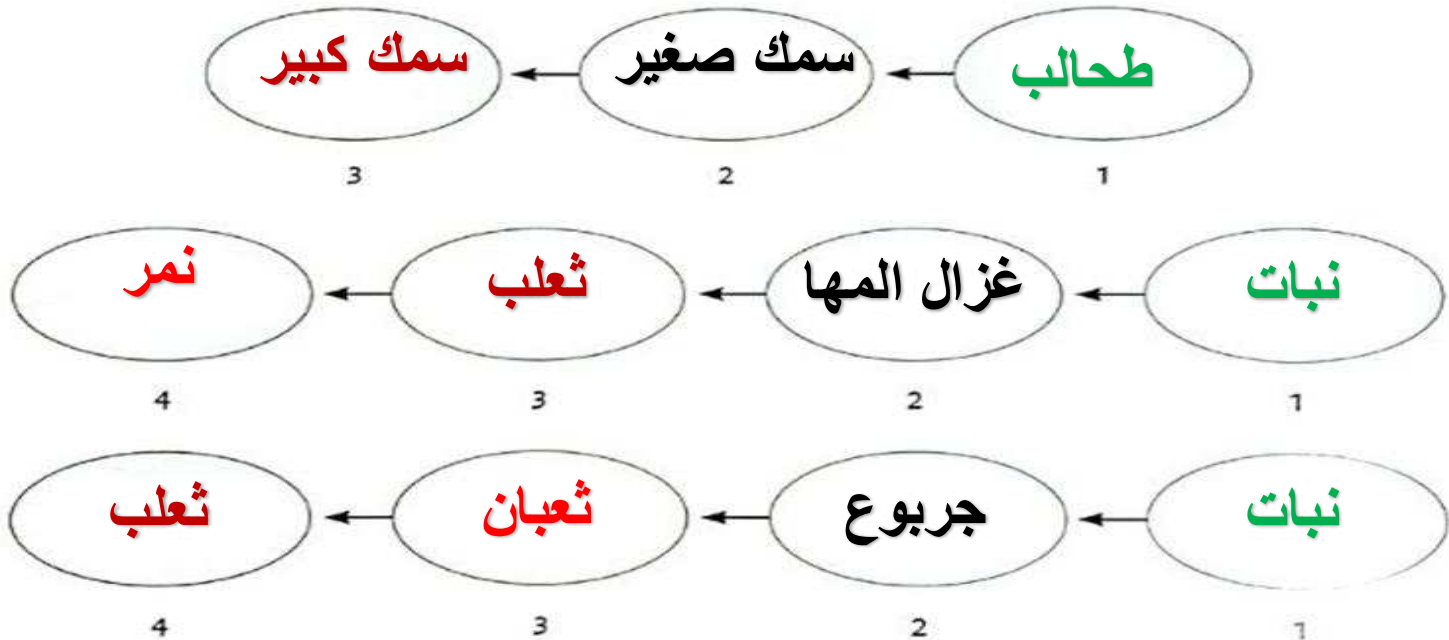 طحالب سمك صغير سمك كبير
1 2 3
نبات غزال المها ثعلب نمر
1 2 3 4
نبات جربوع ثعبان ثعلب
1 2 3 4